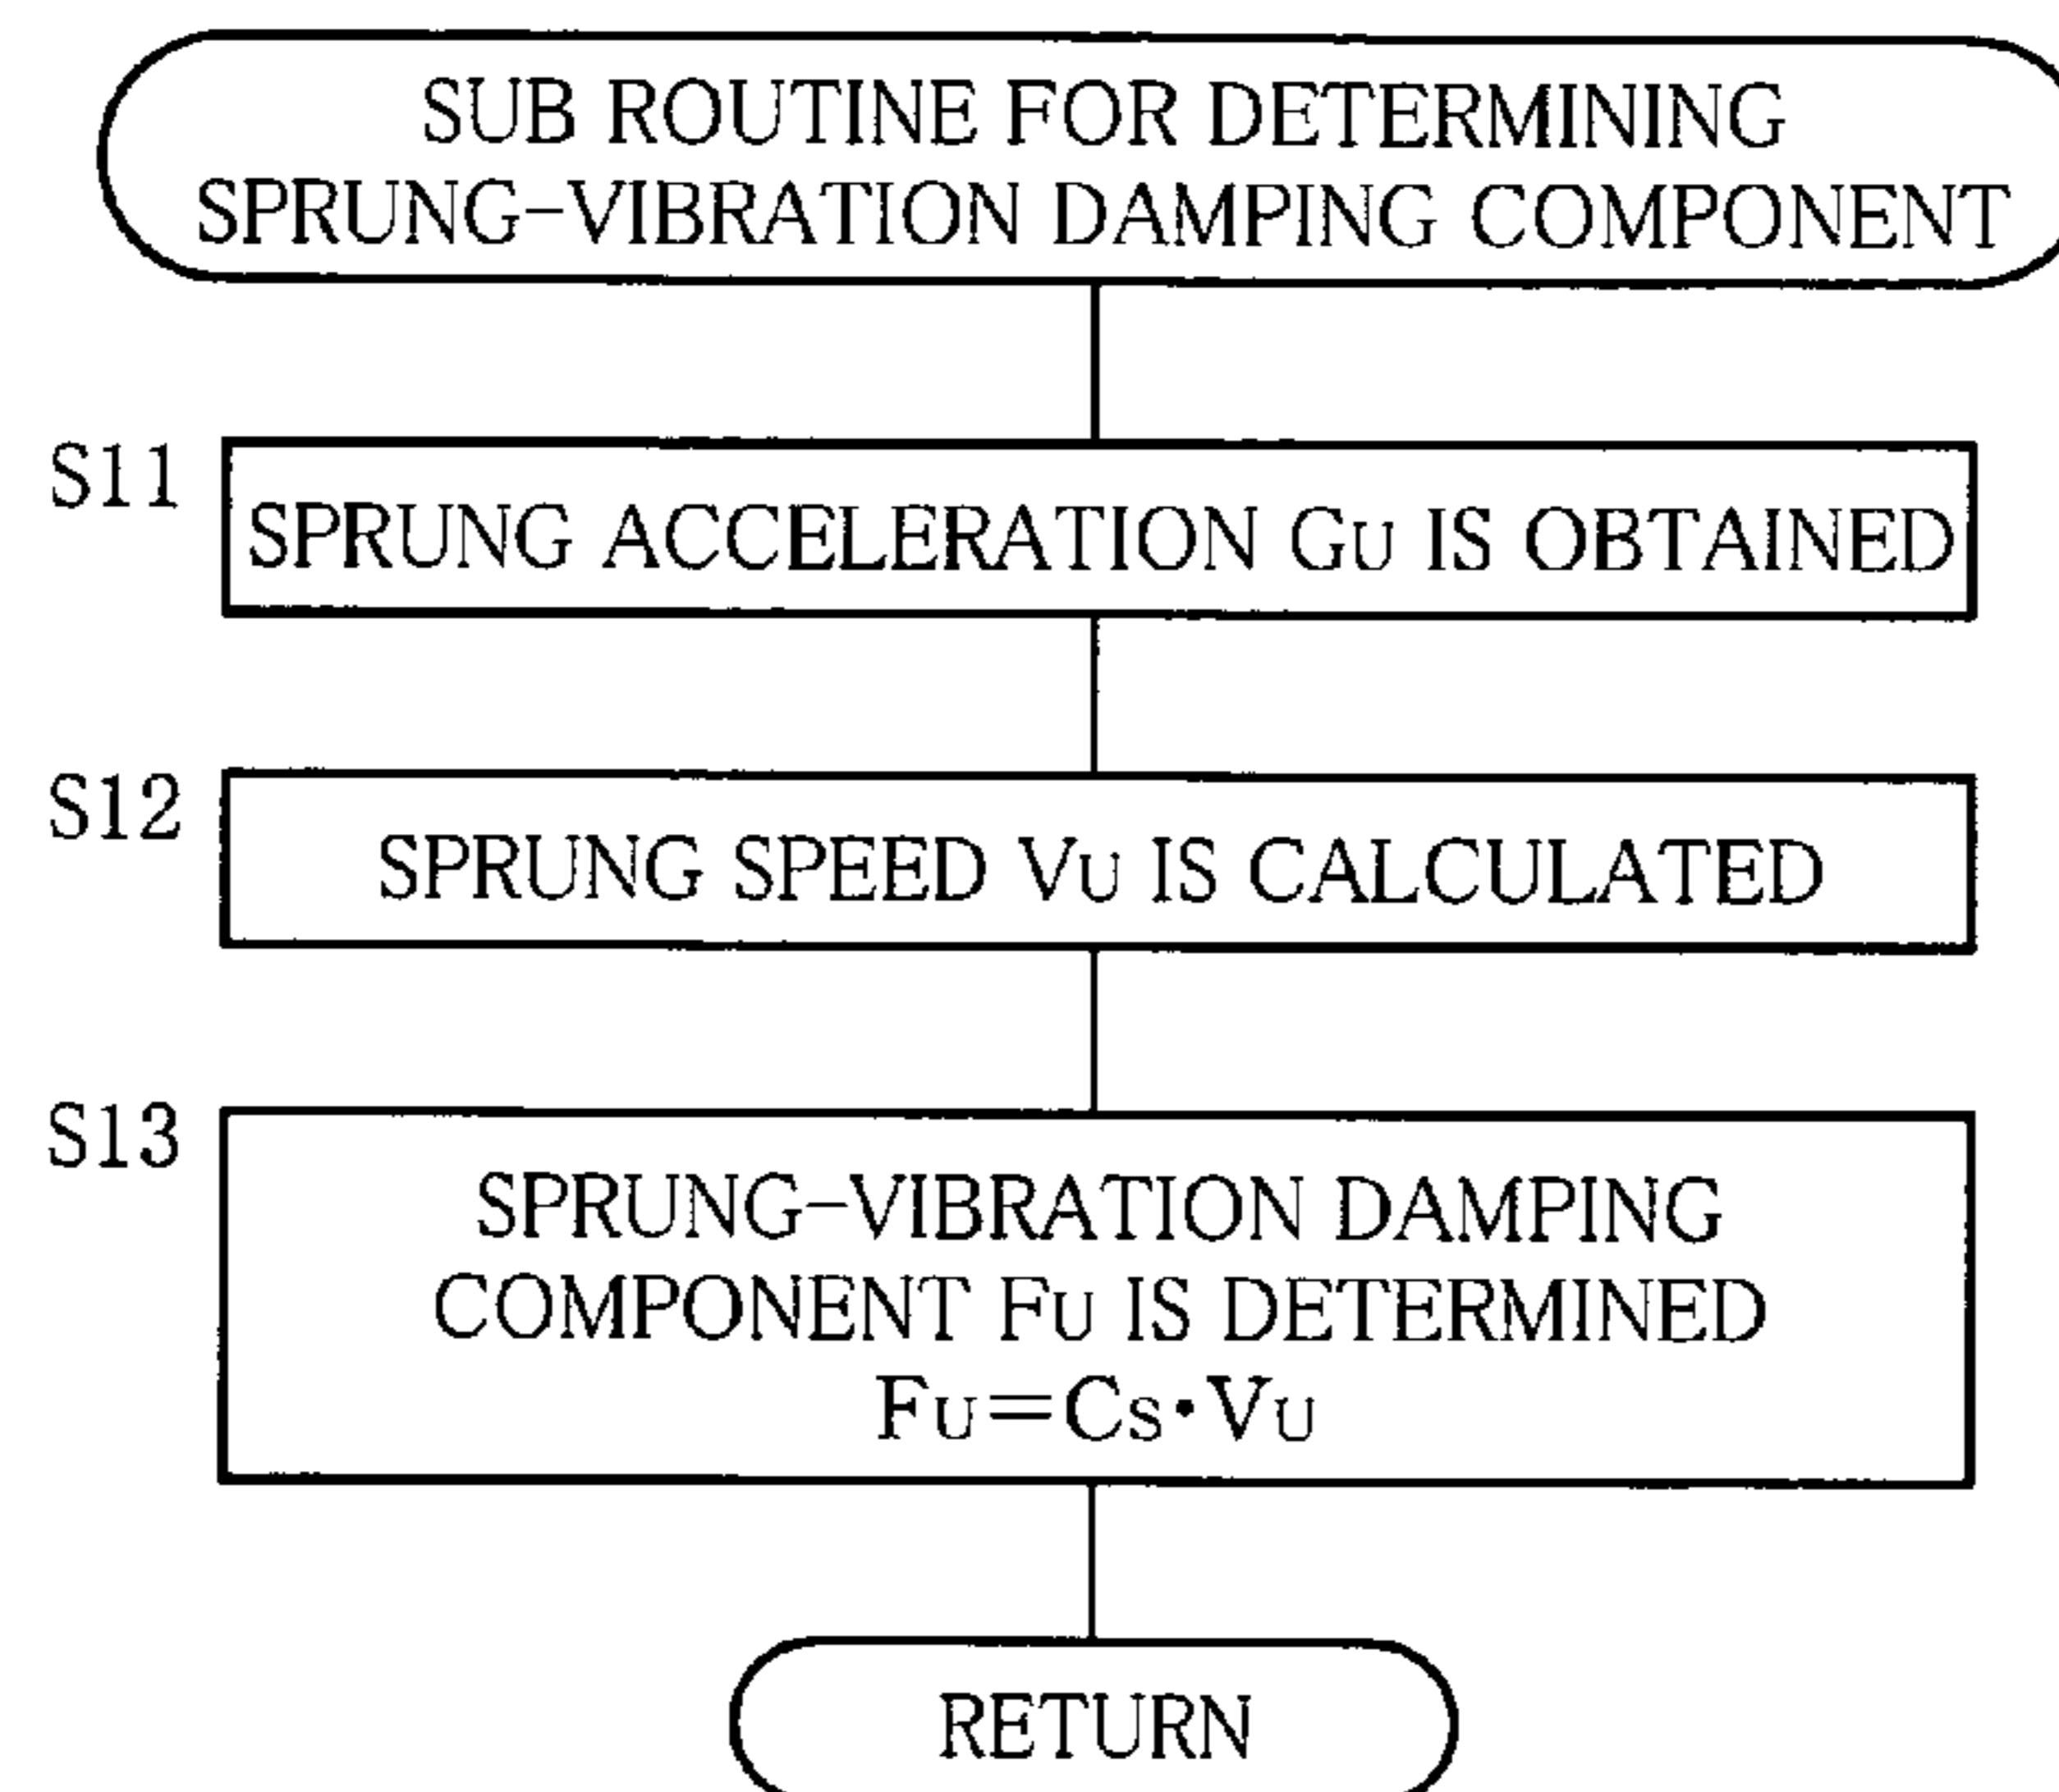 SUB ROUTINE FOR DETERMINING
SPRUNG-VIBRATION DAMPING COMPONENT
S11
SPRUNG ACCELERATION GU IS OBTAINED
S12
SPRUNG SPEED VU IS CALCULATED
S13
SPRUNG-VIBRATION DAMPING
COMPONENT FU IS DETERMINED
FU=CS·VU
RETURN